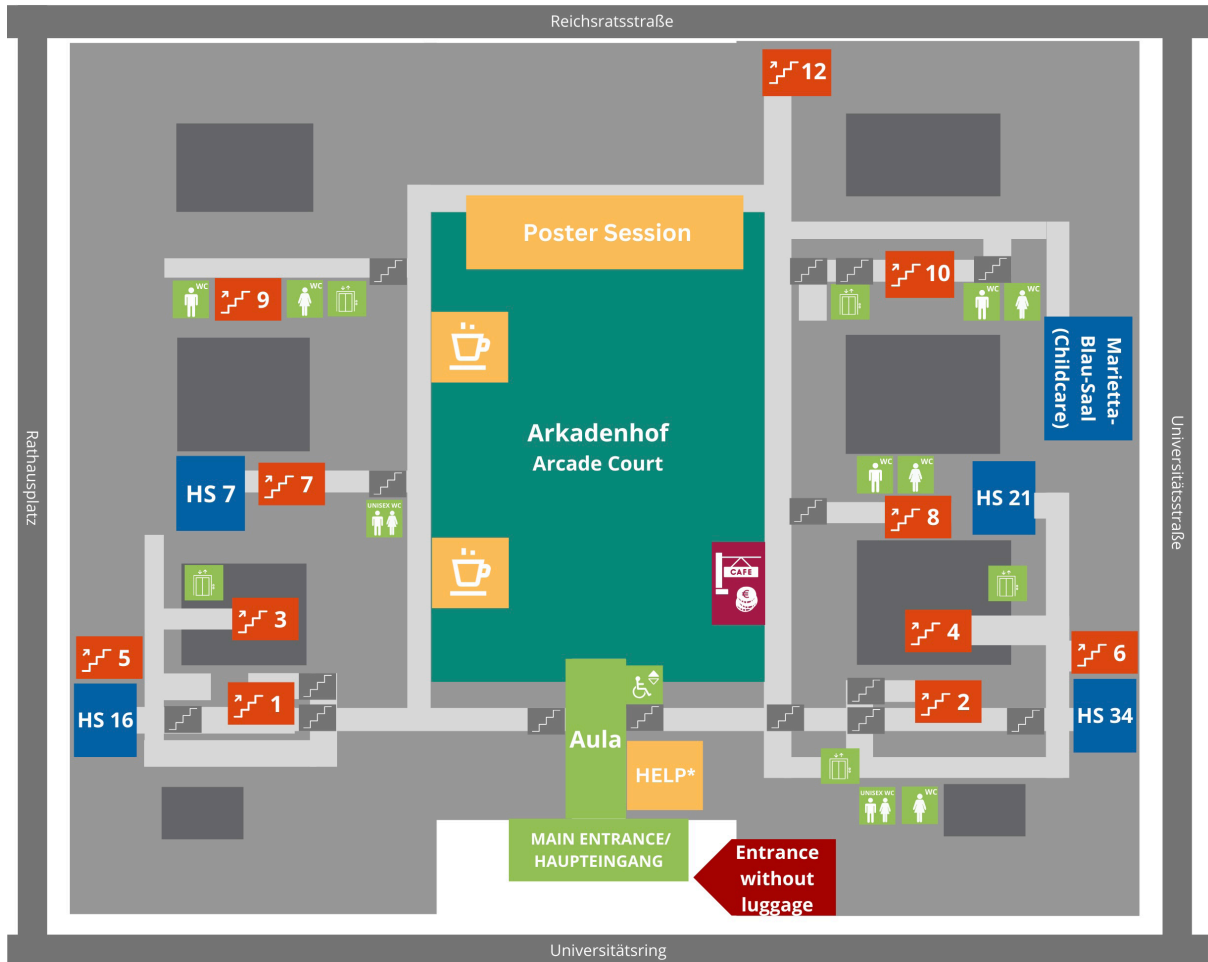 Reichsratsstraße
12
Poster Session
10
WC
9
WC
WC
WC
Marietta-
Blau-Saal
(Childcare)
Rathausplatz
Universitätsstraße
Arkadenhof
Arcade Court
HS 7
7
WC
HS 21
UNISEX WC
8
CAFE
€
3
4
5
6
HS 16
1
2
HS 34
Aula
HELP*
UNISEX WC
WC
MAIN ENTRANCE/
HAUPTEINGANG
Entrance
without
luggage
Universitätsring